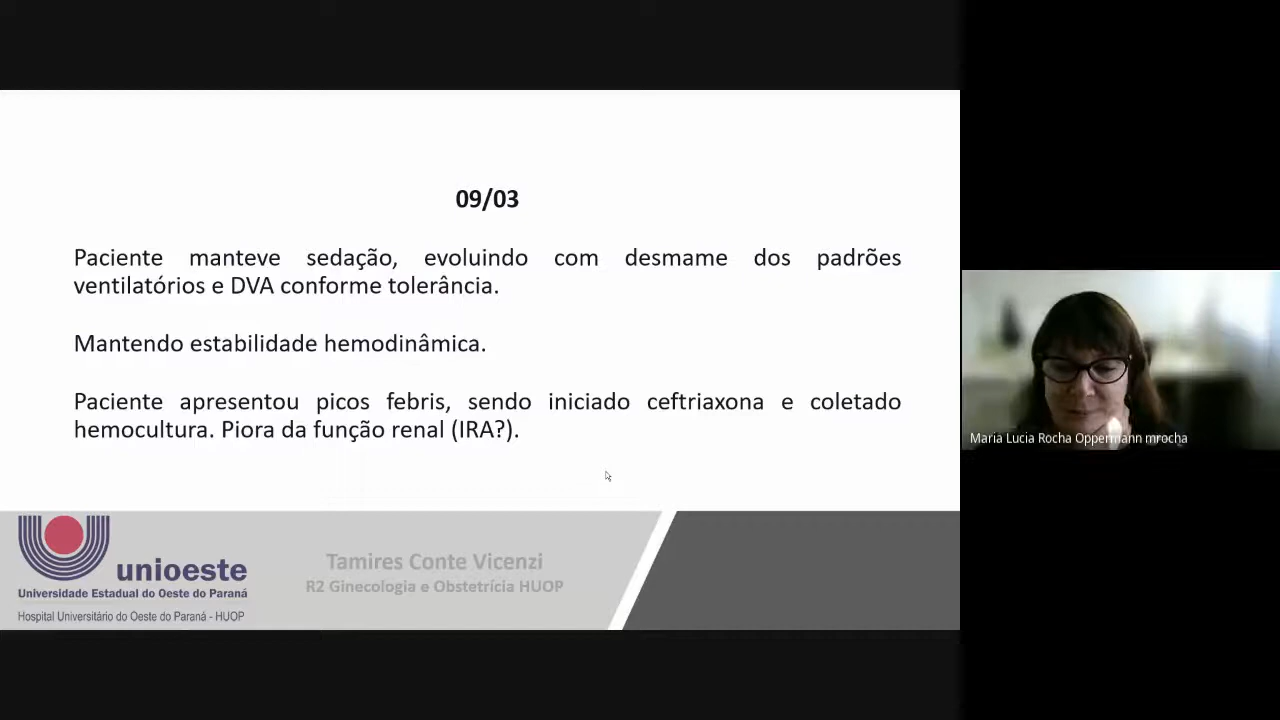 09/03
Paciente manteve sedação, evoluindo com desmame dos padrões
ventilatórios e DVA conforme tolerância.
Mantendo estabilidade hemodinâmica.
Paciente apresentou picos febris, sendo iniciado ceftriaxona e coletado
hemocultura. Piora da função renal (IRA?).
unioeste
Universidade Estadual do Oeste do Paraná
Hospital Universitário do Oeste do Paraná - HUOP
Tamires Conte Vicenzi
R2 Ginecologia e Obstetrícia HUOP
Maria Lucia Rocha Oppermann mrocha